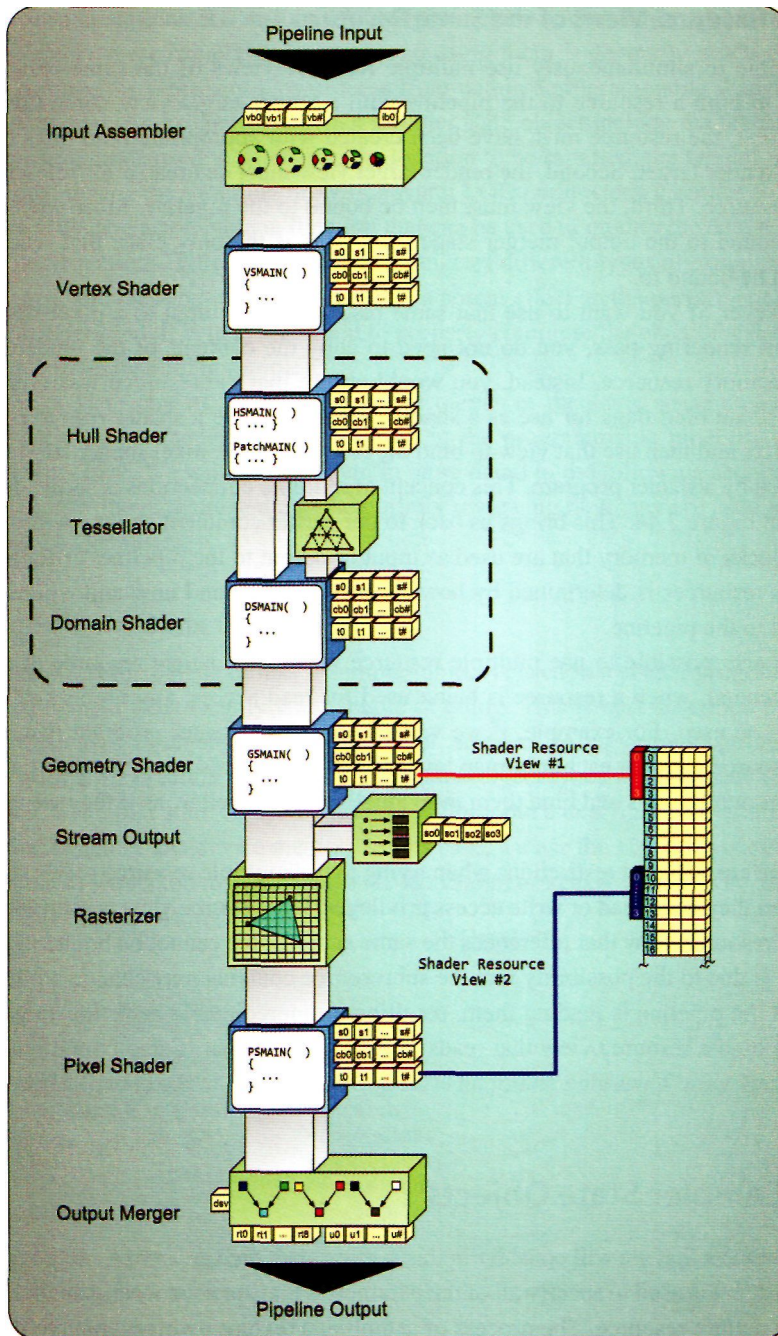 Pipeline Input
vb0 vb1 ... vb# ib0
Input Assembler
s0 s1 ... s#
cb0 cb1 ... cb#
t0 t1 ... t#
VSMAIN( )
{
...
}
Vertex Shader
s0 s1 ... s#
cb0 cb1 ... cb#
t0 t1 ... t#
HSMAIN( )
{ ... }
PatchMAIN( )
{ ... }
Hull Shader
Tessellator
s0 s1 ... s#
cb0 cb1 ... cb#
t0 t1 ... t#
DSMAIN( )
{
...
}
Domain Shader
s0 s1 ... s#
cb0 cb1 ... cb#
t0 t1 ... t#
GSMAIN( )
{
...
}
Geometry Shader
Shader Resource
View #1
0
3
0
1
2
3
4
5
6
7
8
9
10
11
12
13
14
15
16
0
3
Stream Output
so0 so1 so2 so3
Rasterizer
Shader Resource
View #2
s0 s1 ... s#
cb0 cb1 ... cb#
t0 t1 ... t#
PSMAIN( )
{
...
}
Pixel Shader
dsv
Output Merger
rt0 rt1 ... rt8 u0 u1 ... u#
Pipeline Output